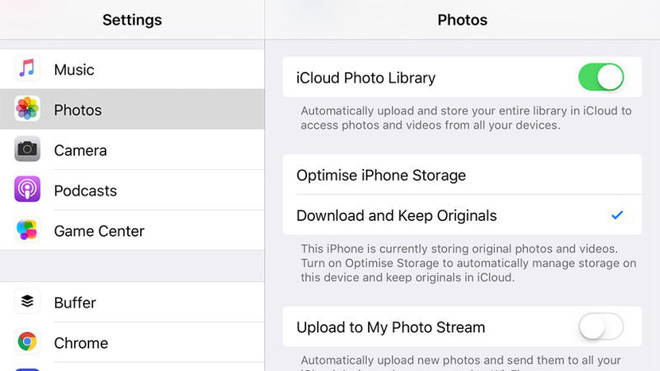 Settings
Music
Photos
Camera
Podcasts
Game Center
Buffer
Chrome
Photos
iCloud Photo Library
Automatically upload and store your entire library in iCloud to
access photos and videos from all your devices.
Optimise iPhone Storage
Download and Keep Originals
This iPhone is currently storing original photos and videos.
Turn on Optimise Storage to automatically manage storage on
this device and keep originals in iCloud.
Upload to My Photo Stream
Automatically upload new photos and send them to all your